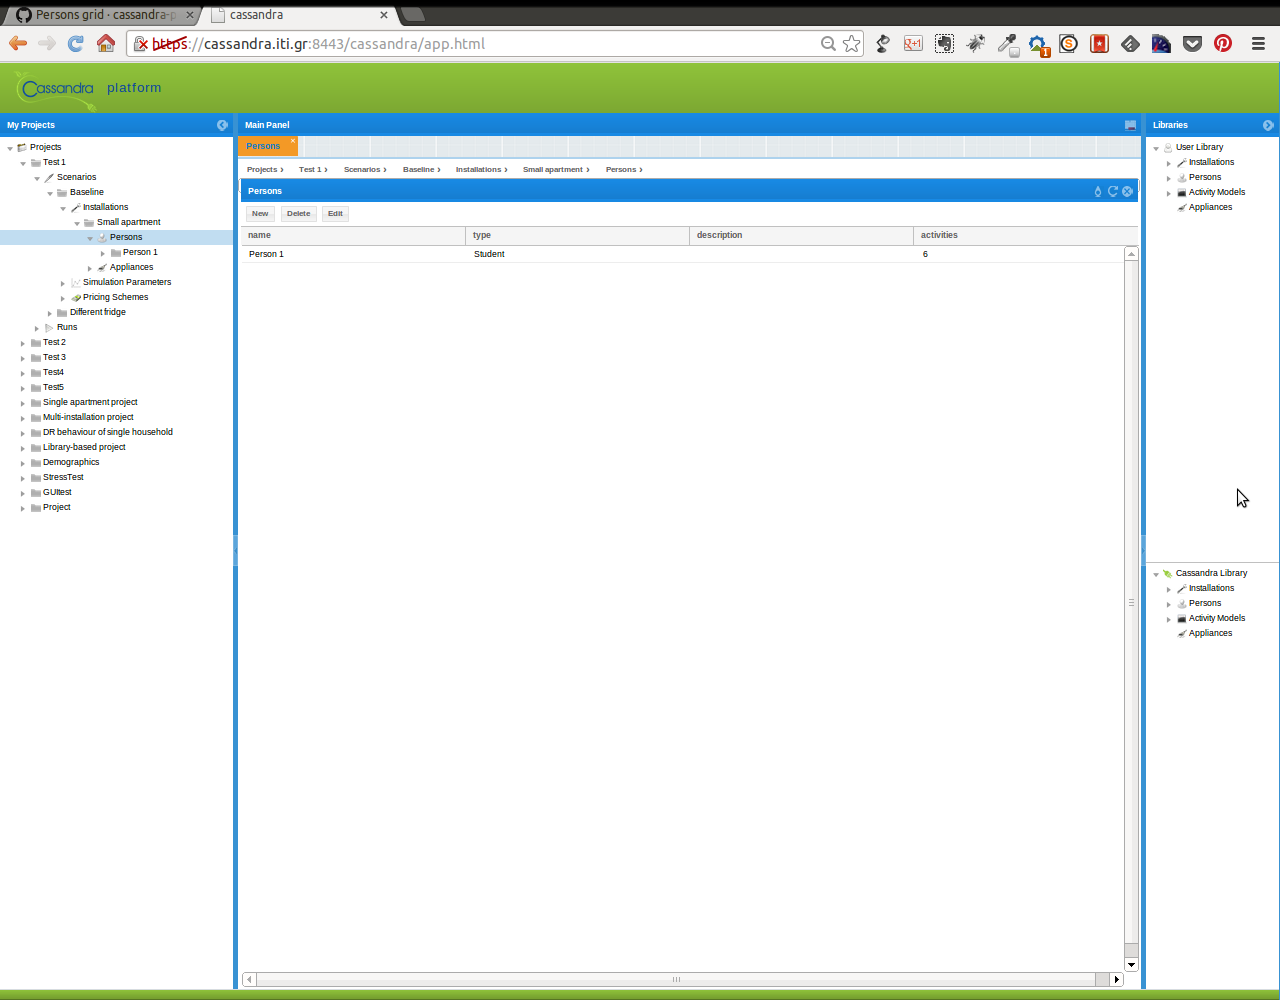 Persons grid · cassandra-p
cassandra
https://cassandra.iti.gr:8443/cassandra/app.html
Cassandra platform
My Projects
Projects
Test 1
Scenarios
Baseline
Installations
Small apartment
Persons
Person 1
Appliances
Simulation Parameters
Pricing Schemes
Different fridge
Runs
Test 2
Test 3
Test4
Test5
Single apartment project
Multi-installation project
DR behaviour of single household
Library-based project
Demographics
StressTest
GUItest
Project
Main Panel
Persons
Projects › Test 1 › Scenarios › Baseline › Installations › Small apartment › Persons ›
Persons
New Delete Edit
name type description activities
Person 1 Student 6
Libraries
User Library
Installations
Persons
Activity Models
Appliances
Cassandra Library
Installations
Persons
Activity Models
Appliances